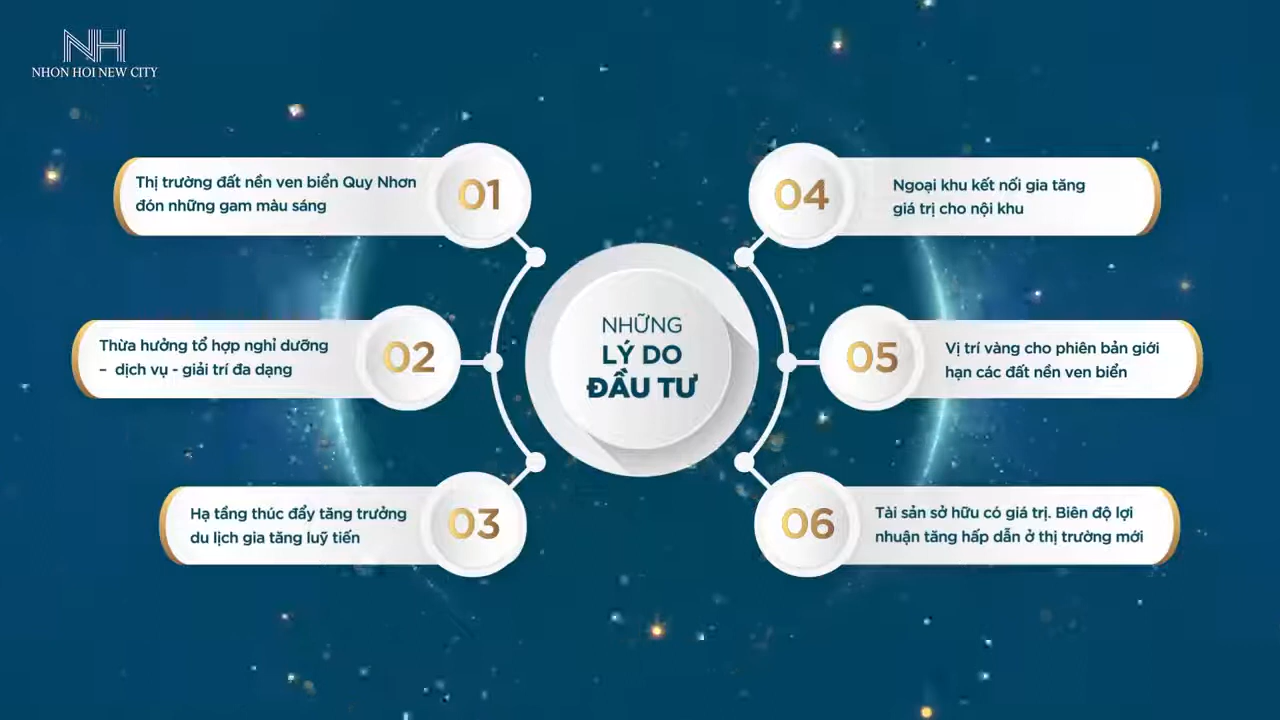 NH
NHON HOI NEW CITY
NHỮNG
LÝ DO
ĐẦU TƯ
01
Thị trường đất nền ven biển Quy Nhơn
đón những gam màu sáng
02
Thừa hưởng tổ hợp nghỉ dưỡng
– dịch vụ - giải trí đa dạng
03
Hạ tầng thúc đẩy tăng trưởng
du lịch gia tăng luỹ tiến
04
Ngoại khu kết nối gia tăng
giá trị cho nội khu
05
Vị trí vàng cho phiên bản giới
hạn các đất nền ven biển
06
Tài sản sở hữu có giá trị. Biên độ lợi
nhuận tăng hấp dẫn ở thị trường mới